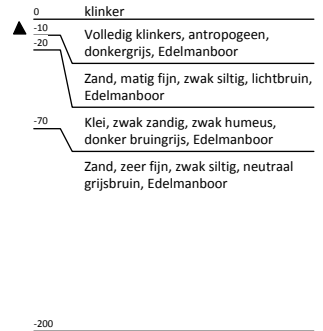 0 klinker
-10 Volledig klinkers, antropogeen,
donkergrijs, Edelmanboor
-20 Zand, matig fijn, zwak siltig, lichtbruin,
Edelmanboor
-70 Klei, zwak zandig, zwak humeus,
donker bruingrijs, Edelmanboor
Zand, zeer fijn, zwak siltig, neutraal
grijsbruin, Edelmanboor
-200